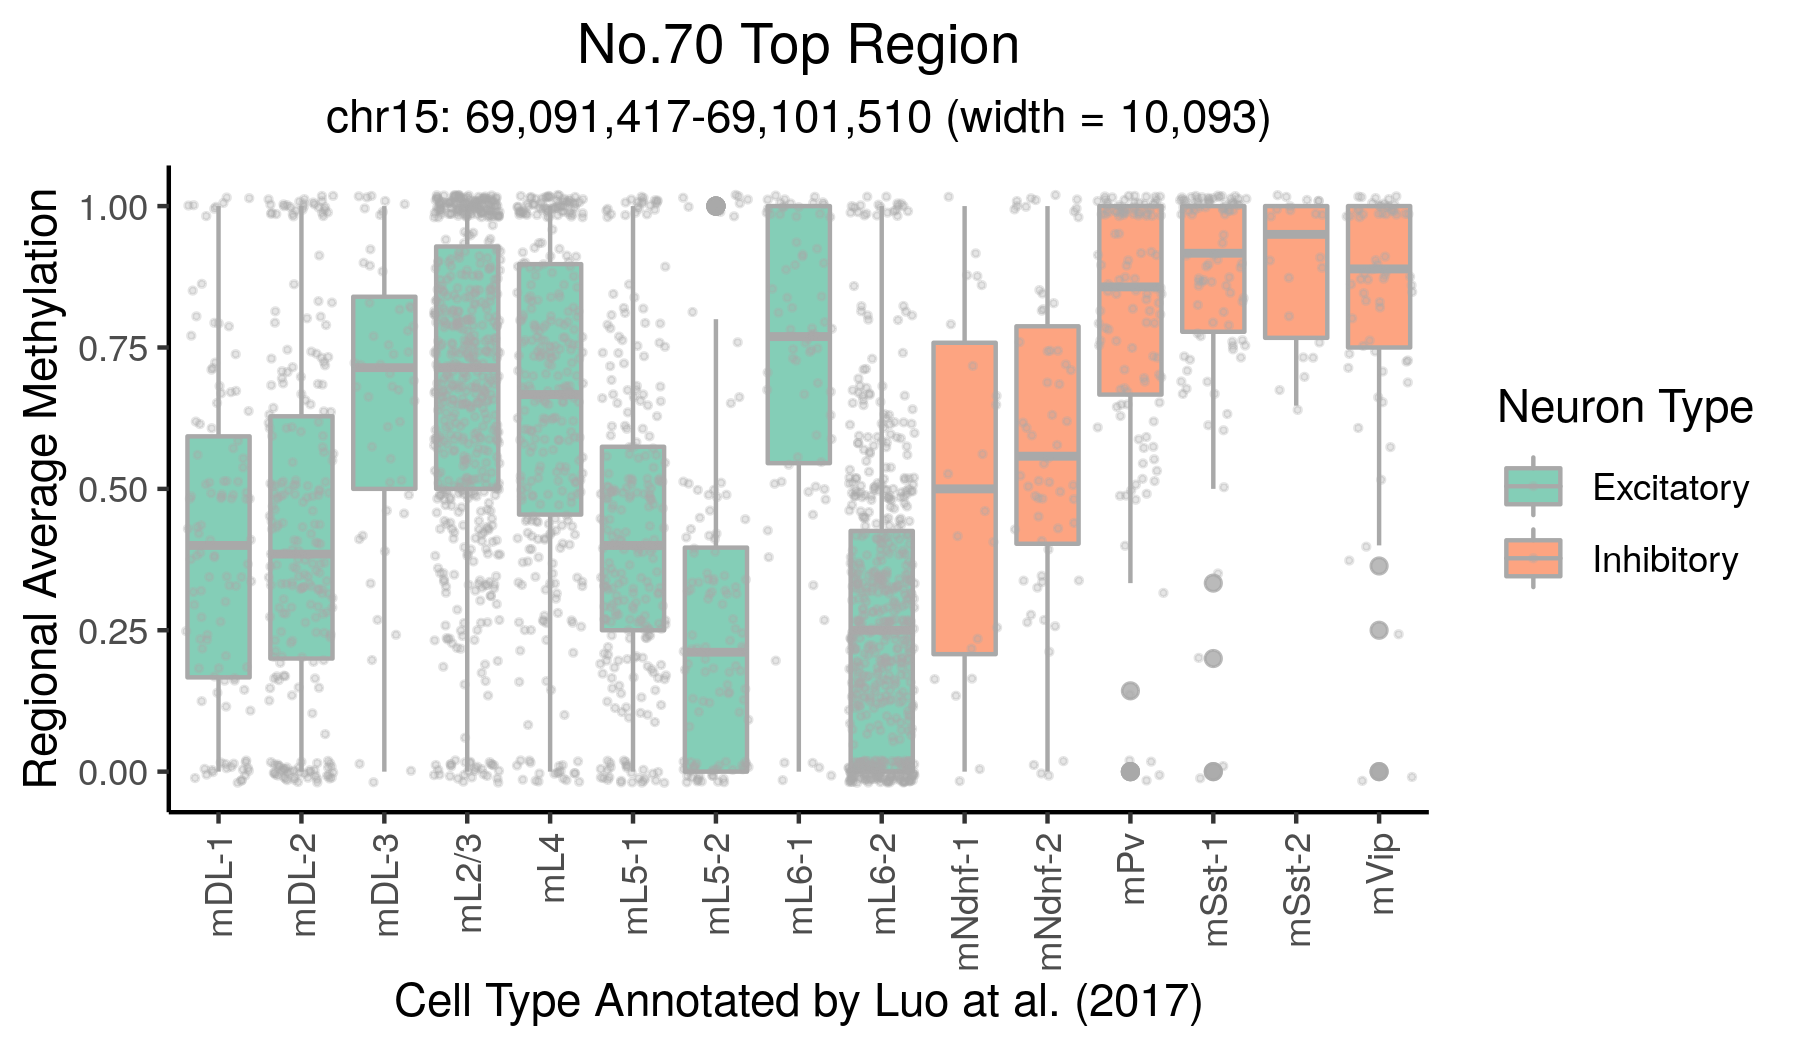 No.70 Top Region
chr15: 69,091,417-69,101,510 (width = 10,093)
Regional Average Methylation
1.00
0.75
0.50
0.25
0.00
mDL-1
mDL-2
mDL-3
mL2/3
mL4
mL5-1
mL5-2
mL6-1
mL6-2
mNdnf-1
mNdnf-2
mPv
mSst-1
mSst-2
mVip
Cell Type Annotated by Luo at al. (2017)
Neuron Type
Excitatory
Inhibitory